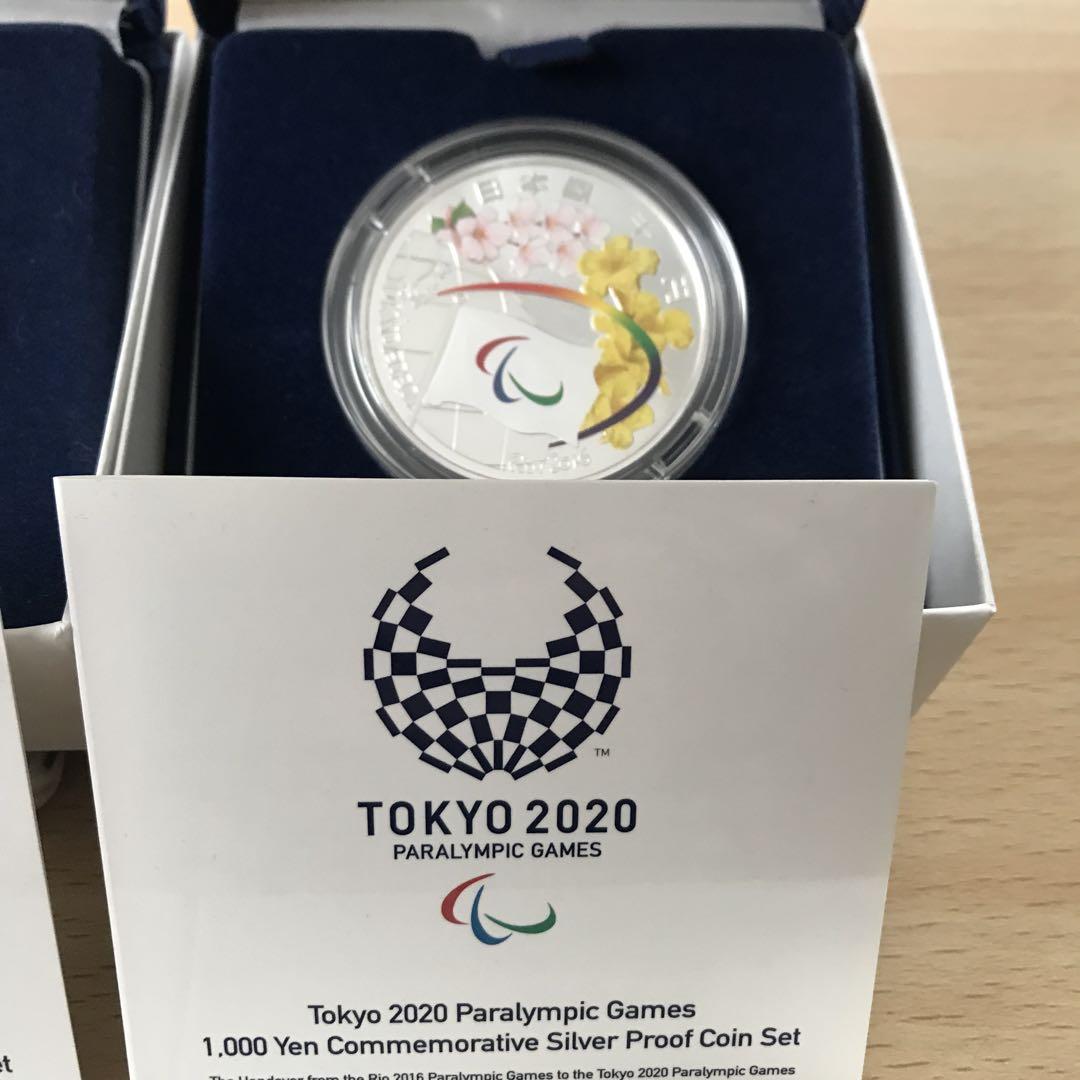 日本国
TM
TOKYO 2020
PARALYMPIC GAMES
Tokyo 2020 Paralympic Games
1,000 Yen Commemorative Silver Proof Coin Set
The Handover from the Rio 2016 Paralympic Games to the Tokyo 2020 Paralympic Games